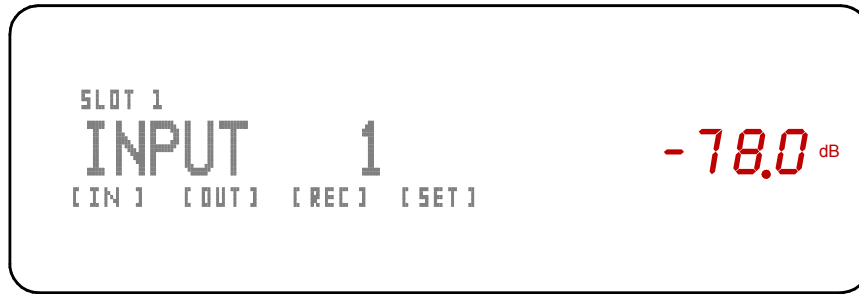 SLOT 1
INPUT 1
-78.0 dB
[IN] [OUT] [REC] [SET]